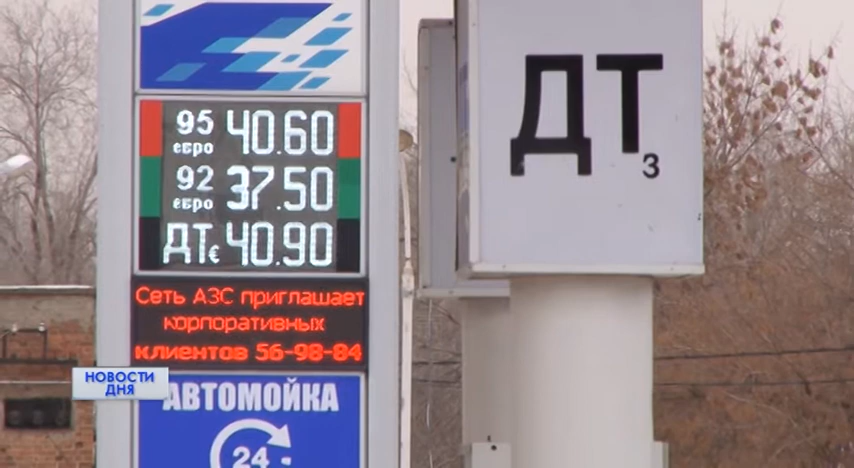 95 евро 40.60
92 евро 37.50
ДТ€ 40.90
Сеть АЗС приглашает
корпоративных
клиентов 56-98-84
АВТОМОЙКА
24
ДТ
З
НОВОСТИ
ДНЯ